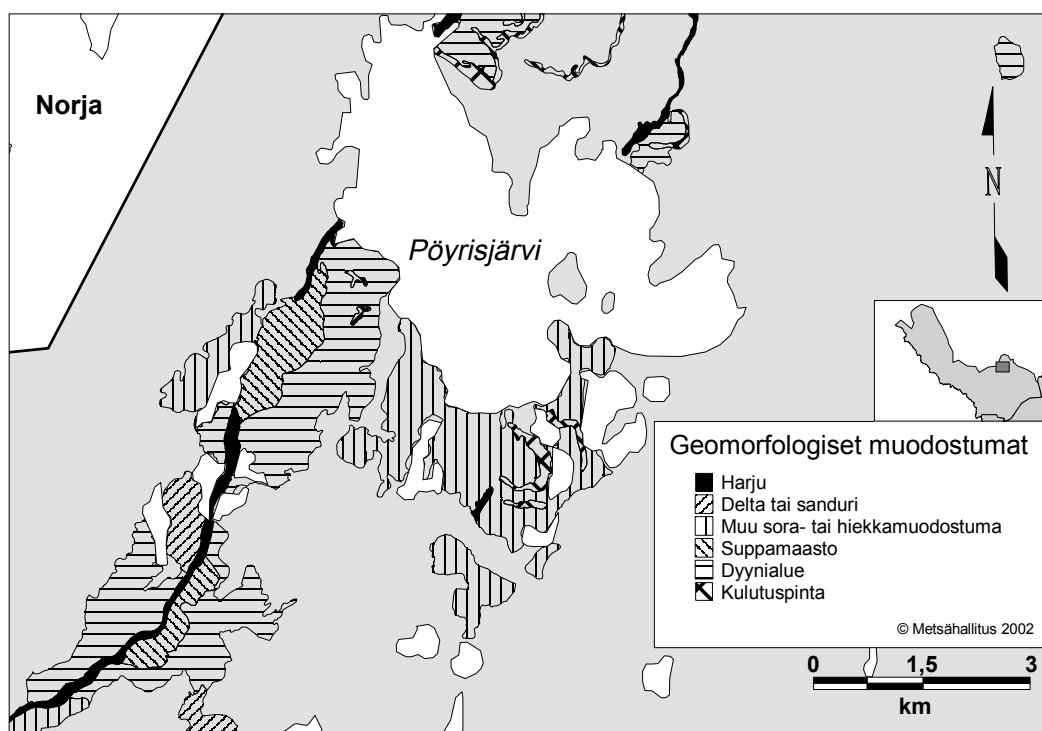 Norja
Pöyrisjärvi
N
Geomorfologiset muodostumat
Harju
Delta tai sanduri
Muu sora- tai hiekkamuodostuma
Suppamaasto
Dyynialue
Kulutuspinta
© Metsähallitus 2002
0 1,5 3
km